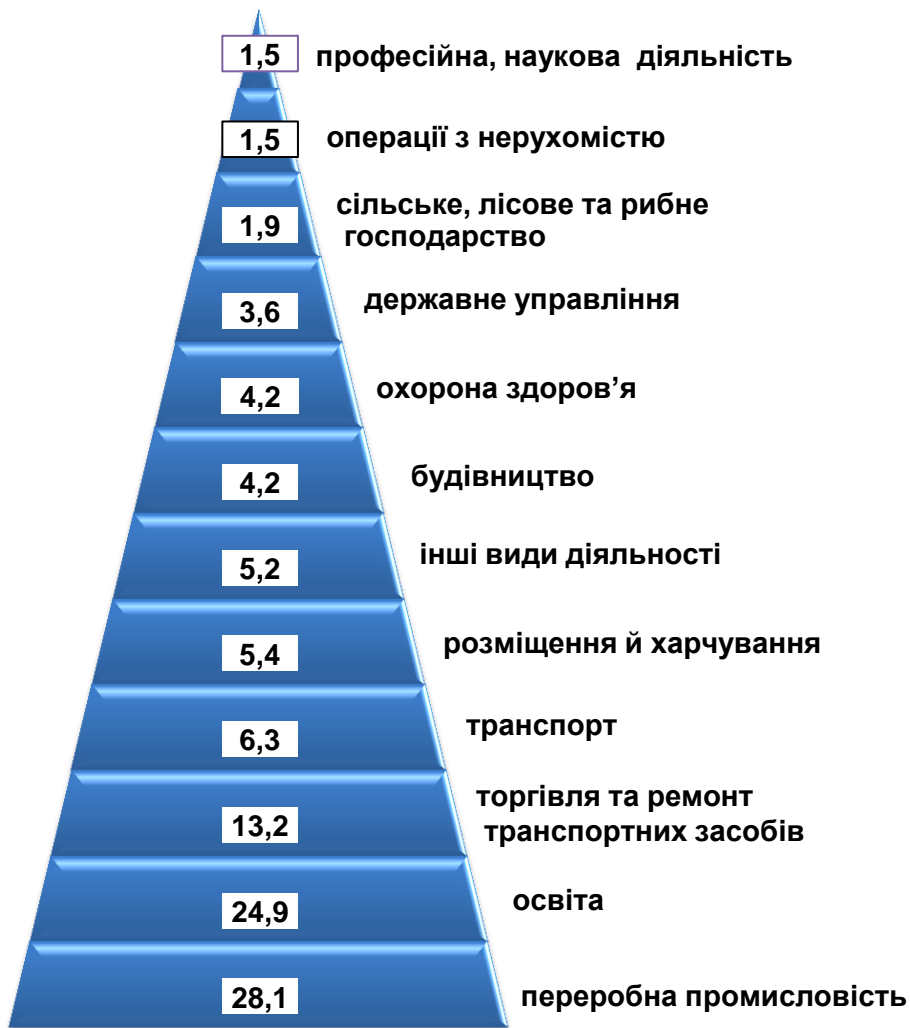 1,5 професійна, наукова діяльність
1,5 операції з нерухомістю
сільське, лісове та рибне
1,9 господарство
3,6 державне управління
4,2 охорона здоров’я
4,2 будівництво
5,2 інші види діяльності
5,4 розміщення й харчування
6,3 транспорт
торгівля та ремонт
13,2 транспортних засобів
24,9 освіта
28,1 переробна промисловість